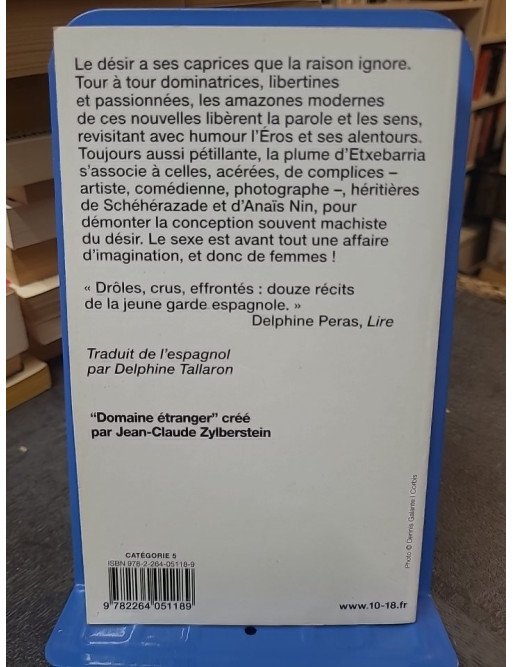 Le désir a ses caprices que la raison ignore.
Tour à tour dominatrices, libertines
et passionnées, les amazones modernes
de ces nouvelles libèrent la parole et les sens,
revisitant avec humour l'Éros et ses alentours.
Toujours aussi pétillante, la plume d'Etxebarria
s'associe à celles, acérées, de complices –
artiste, comédienne, photographe –, héritières
de Schéhérazade et d'Anaïs Nin, pour
démonter la conception souvent machiste
du désir. Le sexe est avant tout une affaire
d'imagination, et donc de femmes !
« Drôles, crus, effrontés : douze récits
de la jeune garde espagnole. »
Delphine Peras, Lire
Traduit de l'espagnol
par Delphine Tallaron
"Domaine étranger" créé
par Jean-Claude Zylberstein
Photo © Dennis Galante | Corbis
CATÉGORIE 5
ISBN 978-2-264-05118-9
9 782264 051189
www.10-18.fr